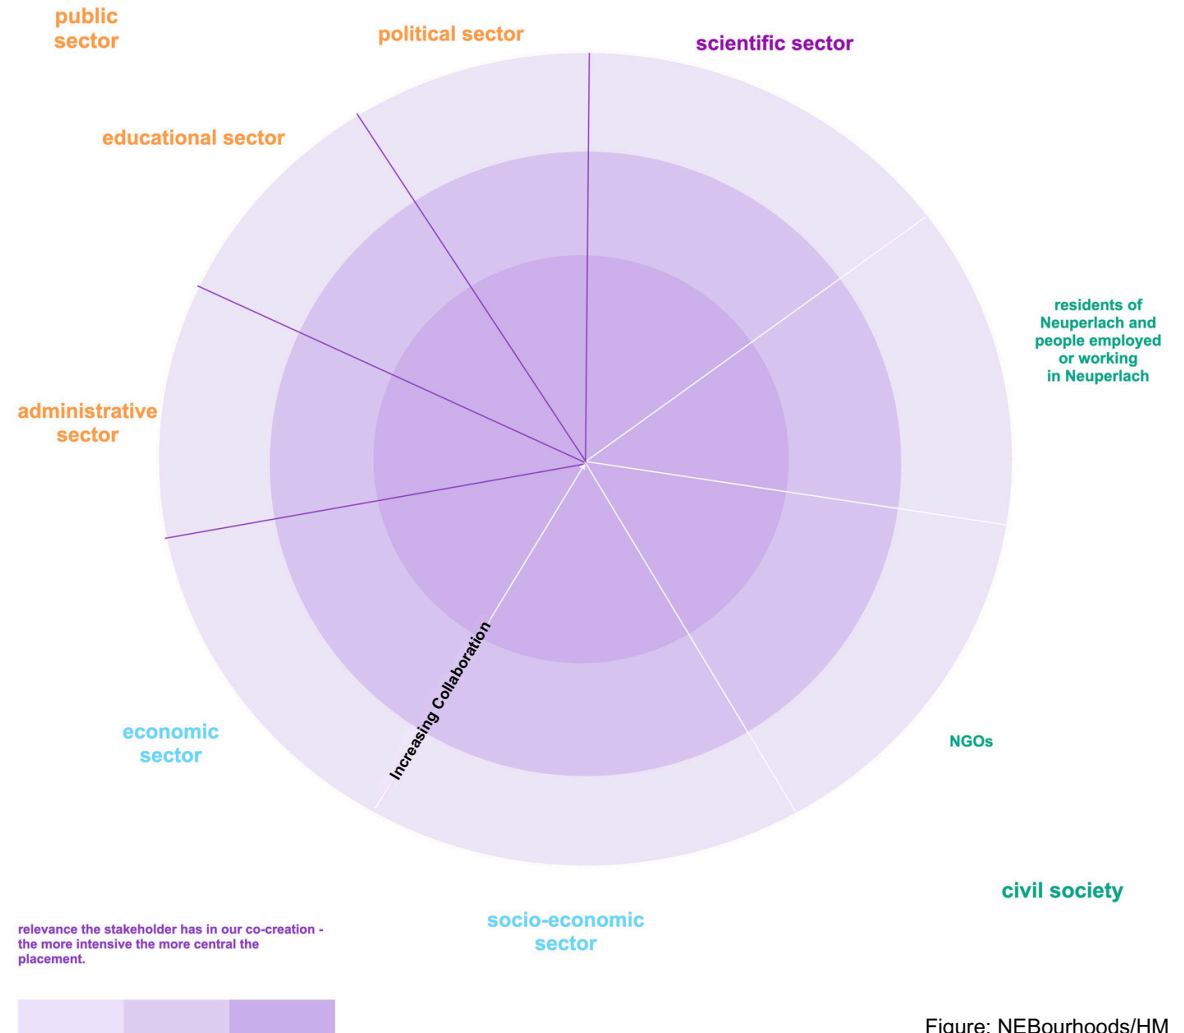 public
sector
political sector
scientific sector
educational sector
residents of
Neuperlach and
people employed
or working
in Neuperlach
administrative
sector
Increasing Collaboration
economic
sector
NGOs
civil society
socio-economic
sector
relevance the stakeholder has in our co-creation -
the more intensive the more central the
placement.
Figure: NEBourhoods/HM